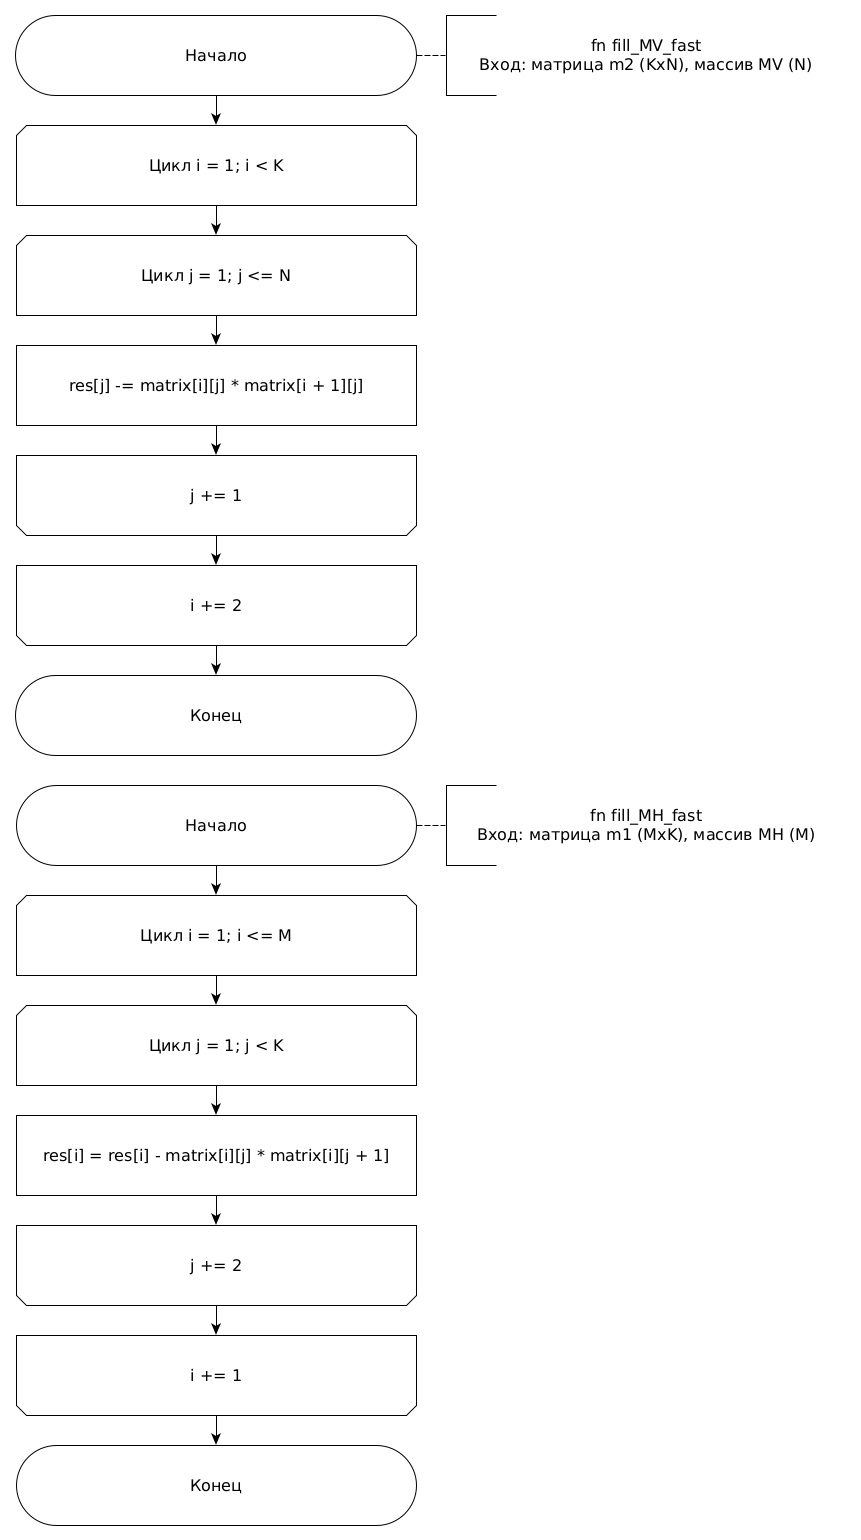 Начало
fn fill_MV_fast
Вход: матрица m2 (KxN), массив MV (N)
Цикл i = 1; i < K
Цикл j = 1; j <= N
res[j] -= matrix[i][j] * matrix[i + 1][j]
j += 1
i += 2
Конец
Начало
fn fill_MH_fast
Вход: матрица m1 (MxK), массив MH (M)
Цикл i = 1; i <= M
Цикл j = 1; j < K
res[i] = res[i] - matrix[i][j] * matrix[i][j + 1]
j += 2
i += 1
Конец